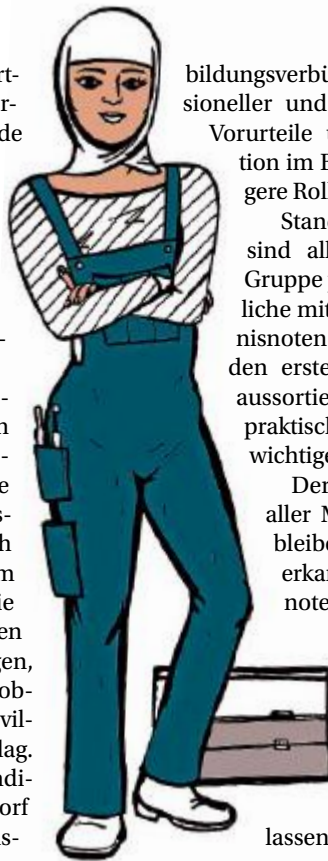 rt-
r-
de
-
-
n
-
e
s-
h
m
ie
en
gen,
ob-
vil-
lag.
ndi-
orf
s-
bildungsverbü
sioneller und
Vorurteile
tion im
gere Rol
Stan
sind all
Gruppe
liche mit
nisnoten
den erste
aussortie
praktisch
wichtige
Der
aller M
bleibe
erkan
note
lassen